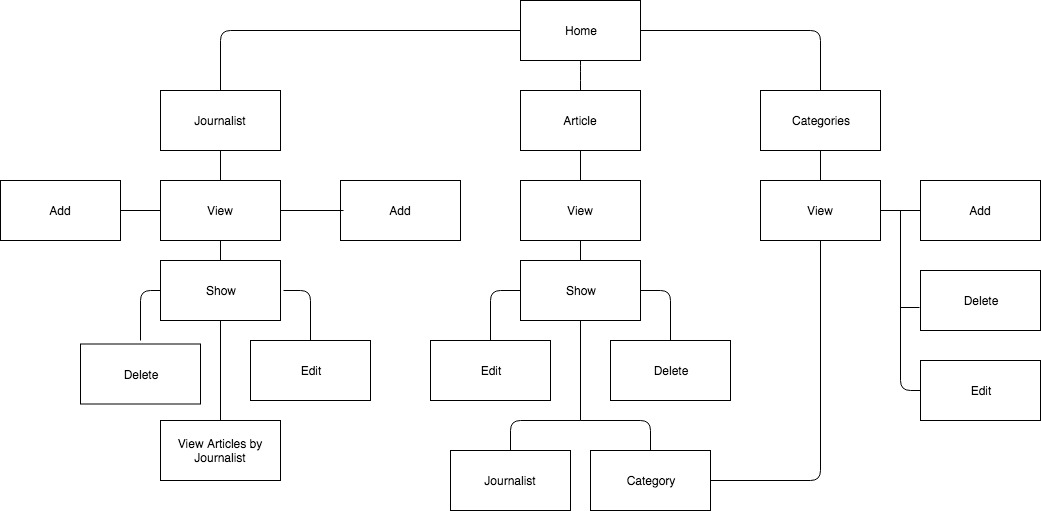 Home
Journalist
Article
Categories
Add
View
Add
View
View
Add
Show
Show
Delete
Delete
Edit
Edit
Delete
Edit
View Articles by
Journalist
Journalist
Category